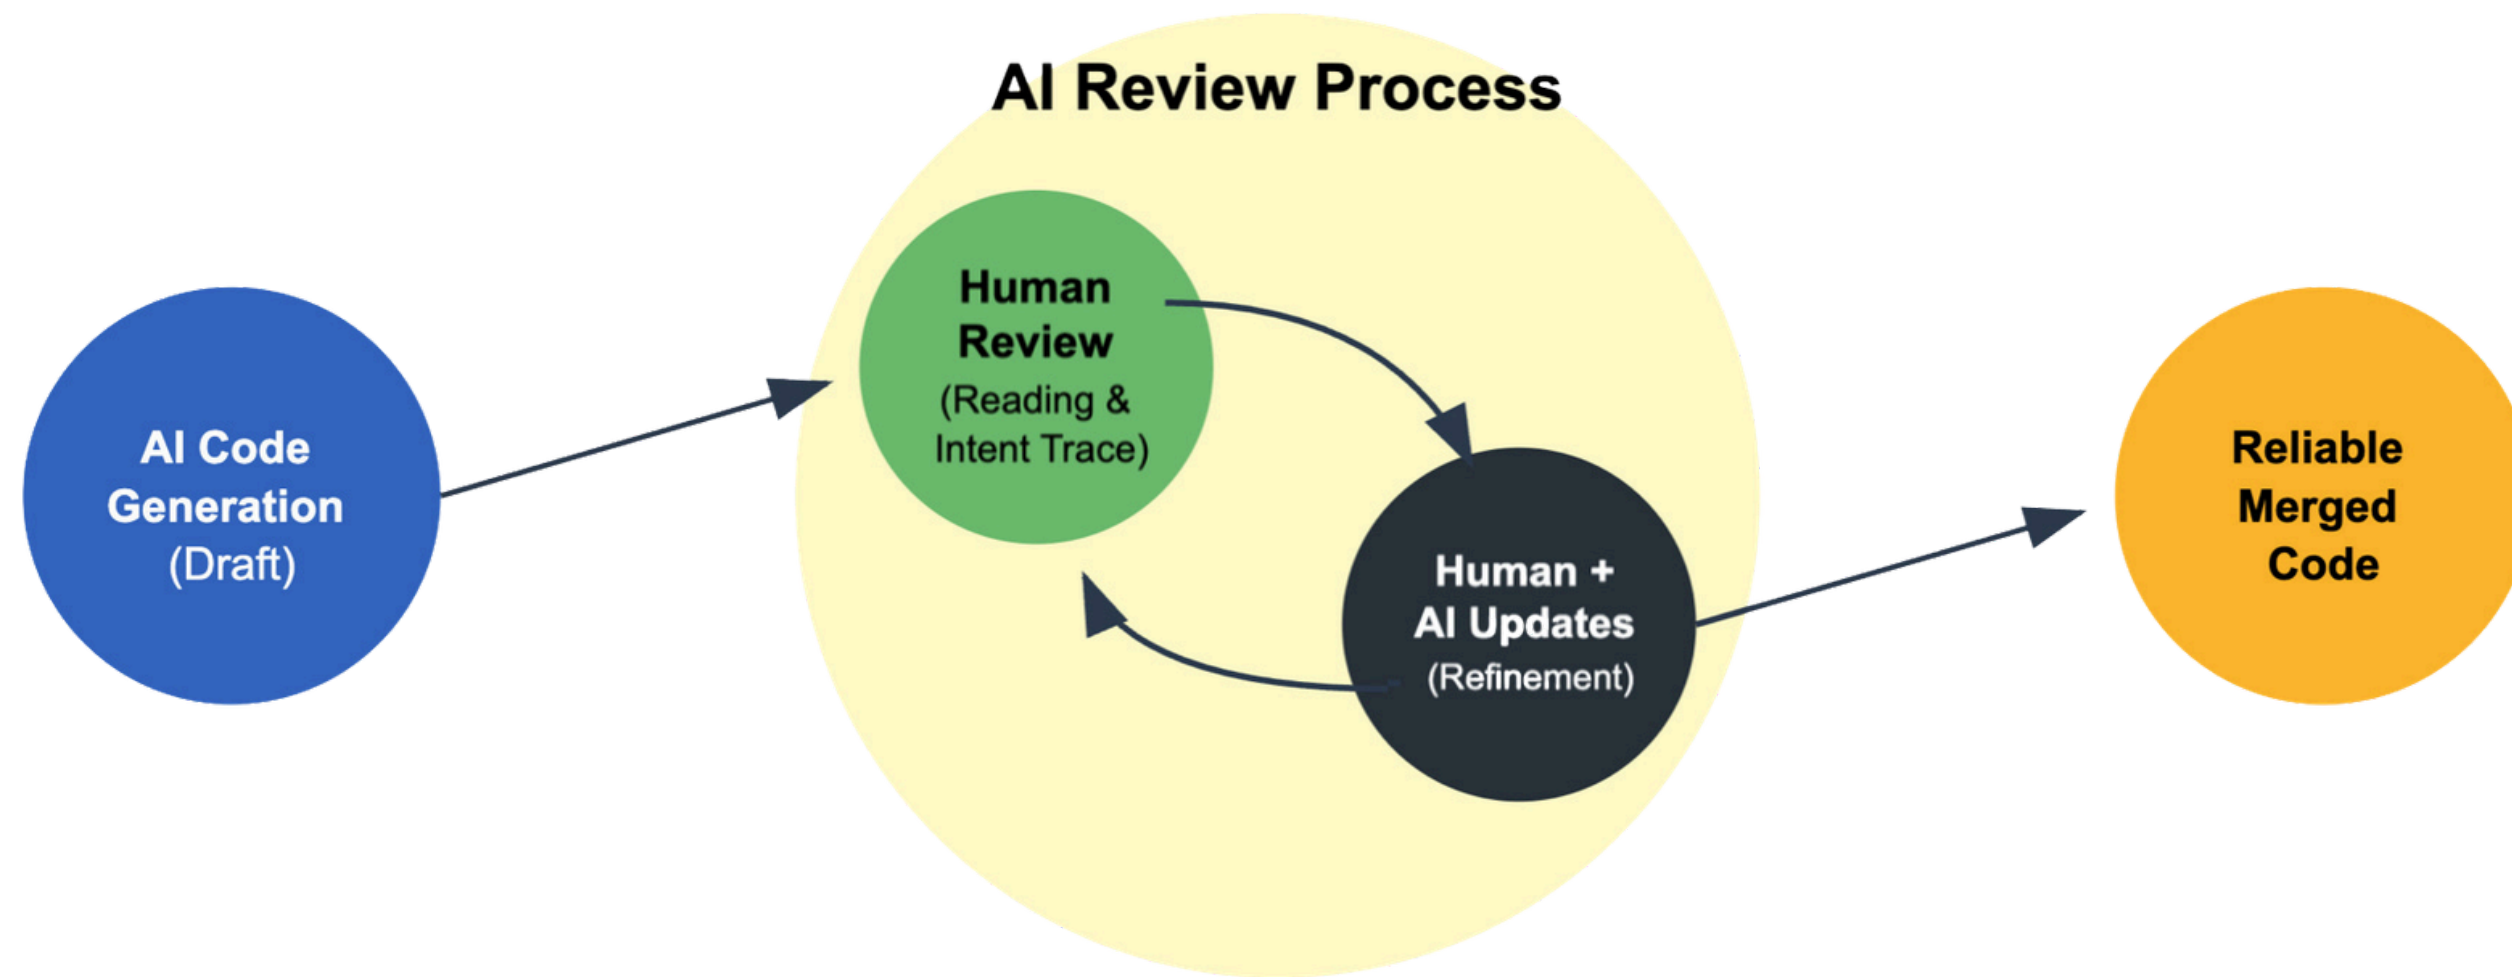 AI Review Process
AI Code
Generation
(Draft)
Human
Review
(Reading &
Intent Trace)
Human +
AI Updates
(Refinement)
Reliable
Merged
Code